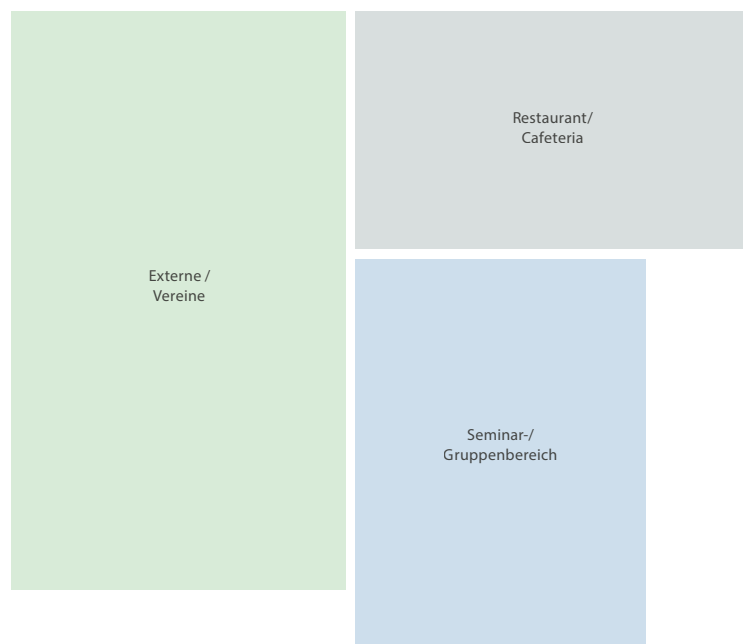 Restaurant/
Cafeteria
Externe /
Vereine
Seminar-/
Gruppenbereich